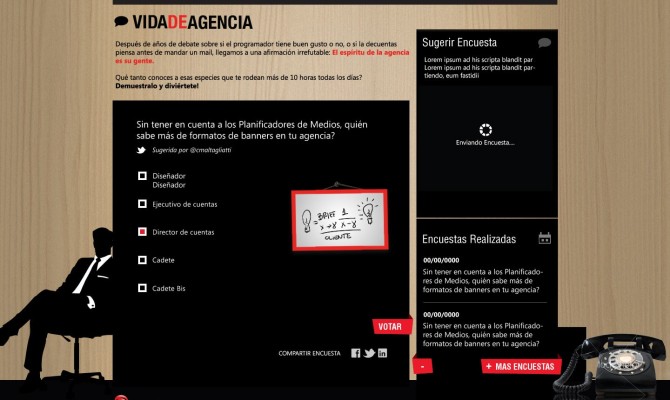 VIDADEAGENCIA
Después de años de debate sobre si el programador tiene buen gusto o no, o si la decuentas
piensa antes de mandar un mail, llegamos a una afirmación irrefutable: El espíritu de la agencia
es su gente.
Qué tanto conoces a esas especies que te rodean más de 10 horas todas los días?
Demuestralo y diviértete!
Sin tener en cuenta a los Planificadores de Medios, quién
sabe más de formatos de banners en tu agencia?
Sugerida por @cmaltagliatti
Diseñador
Diseñador
Ejecutivo de cuentas
Director de cuentas
Cadete
Cadete Bis
BRIEF
CLIENTE
VOTAR
COMPARTIR ENCUESTA
Sugerir Encuesta
Lorem ipsum ad his scripta blandit par
Lorem ipsum ad his scripta blandit par-
tiendo, eum fastidii
Enviando Encuesta...
Encuestas Realizadas
00/00/0000
Sin tener en cuenta a los Planificado-
res de Medios, quién sabe más de
formatos de banners en tu agencia?
00/00/0000
Sin tener en cuenta a los Planificado-
res de Medios, quién sabe más de
formatos de banners en tu agencia?
-
+ MAS ENCUESTAS